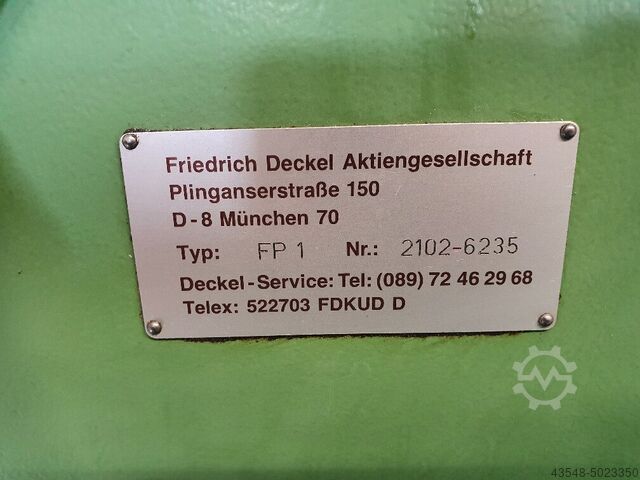 Friedrich Deckel Aktiengesellschaft
Plinganserstraße 150
D-8 München 70
Typ: FP 1 Nr.: 2102-6235
Deckel-Service: Tel: (089) 72 46 29 68
Telex: 522703 FDKUD D
43548-5023350